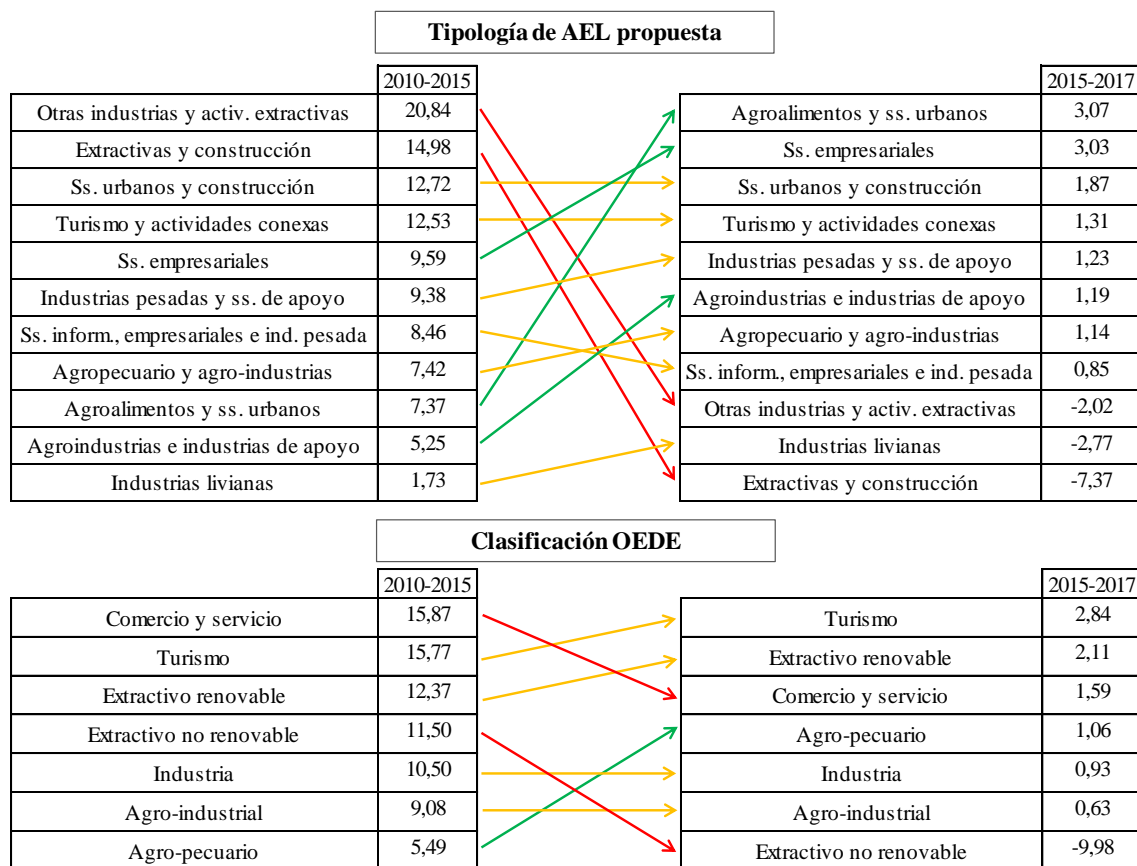 Tipología de AEL propuesta
2010-2015 2015-2017
Otras industrias y activ. extractivas 20,84 Agroalimentos y ss. urbanos 3,07
Extractivas y construcción 14,98 Ss. empresariales 3,03
Ss. urbanos y construcción 12,72 Ss. urbanos y construcción 1,87
Turismo y actividades conexas 12,53 Turismo y actividades conexas 1,31
Ss. empresariales 9,59 Industrias pesadas y ss. de apoyo 1,23
Industrias pesadas y ss. de apoyo 9,38 Agroindustrias e industrias de apoyo 1,19
Ss. inform., empresariales e ind. pesada 8,46 Agropecuario y agro-industrias 1,14
Agropecuario y agro-industrias 7,42 Ss. inform., empresariales e ind. pesada 0,85
Agroalimentos y ss. urbanos 7,37 Otras industrias y activ. extractivas -2,02
Agroindustrias e industrias de apoyo 5,25 Industrias livianas -2,77
Industrias livianas 1,73 Extractivas y construcción -7,37
Clasificación OEDE
2010-2015 2015-2017
Comercio y servicio 15,87 Turismo 2,84
Turismo 15,77 Extractivo renovable 2,11
Extractivo renovable 12,37 Comercio y servicio 1,59
Extractivo no renovable 11,50 Agro-pecuario 1,06
Industria 10,50 Industria 0,93
Agro-industrial 9,08 Agro-industrial 0,63
Agro-pecuario 5,49 Extractivo no renovable -9,98